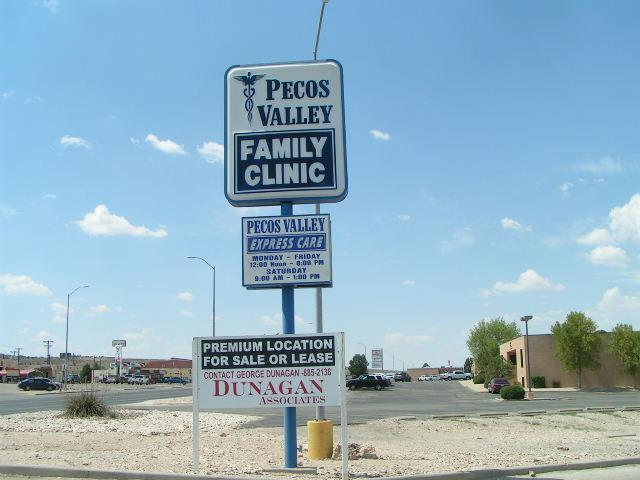 PECOS
VALLEY
FAMILY
CLINIC
PECOS VALLEY
EXPRESS CARE
MONDAY - FRIDAY
12:00 Noon - 8:00 PM
SATURDAY
9:00 AM - 1:00 PM
PREMIUM LOCATION
FOR SALE OR LEASE
CONTACT GEORGE DUNAGAN -885-2138
DUNAGAN
ASSOCIATES